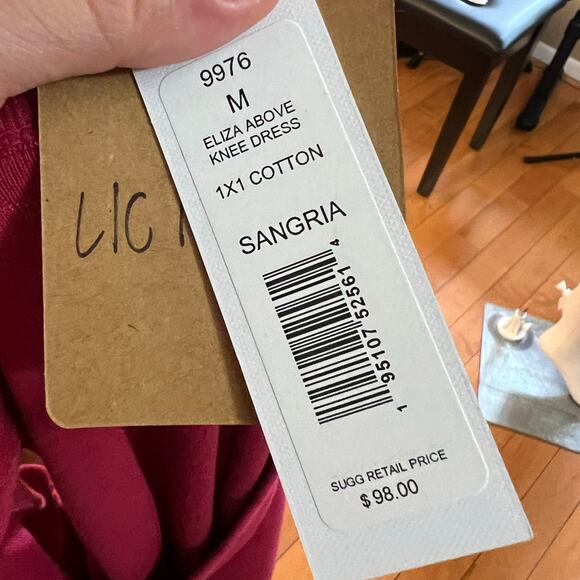 9976
M
ELIZA ABOVE
KNEE DRESS
1X1 COTTON
SANGRIA
1 95107 52561 4
SUGG RETAIL PRICE
$98.00